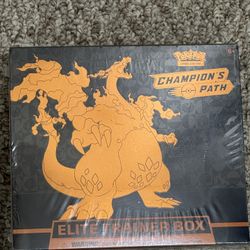 Pokémon
CHAMPION'S
PATH
ELITE TRAINER BOX